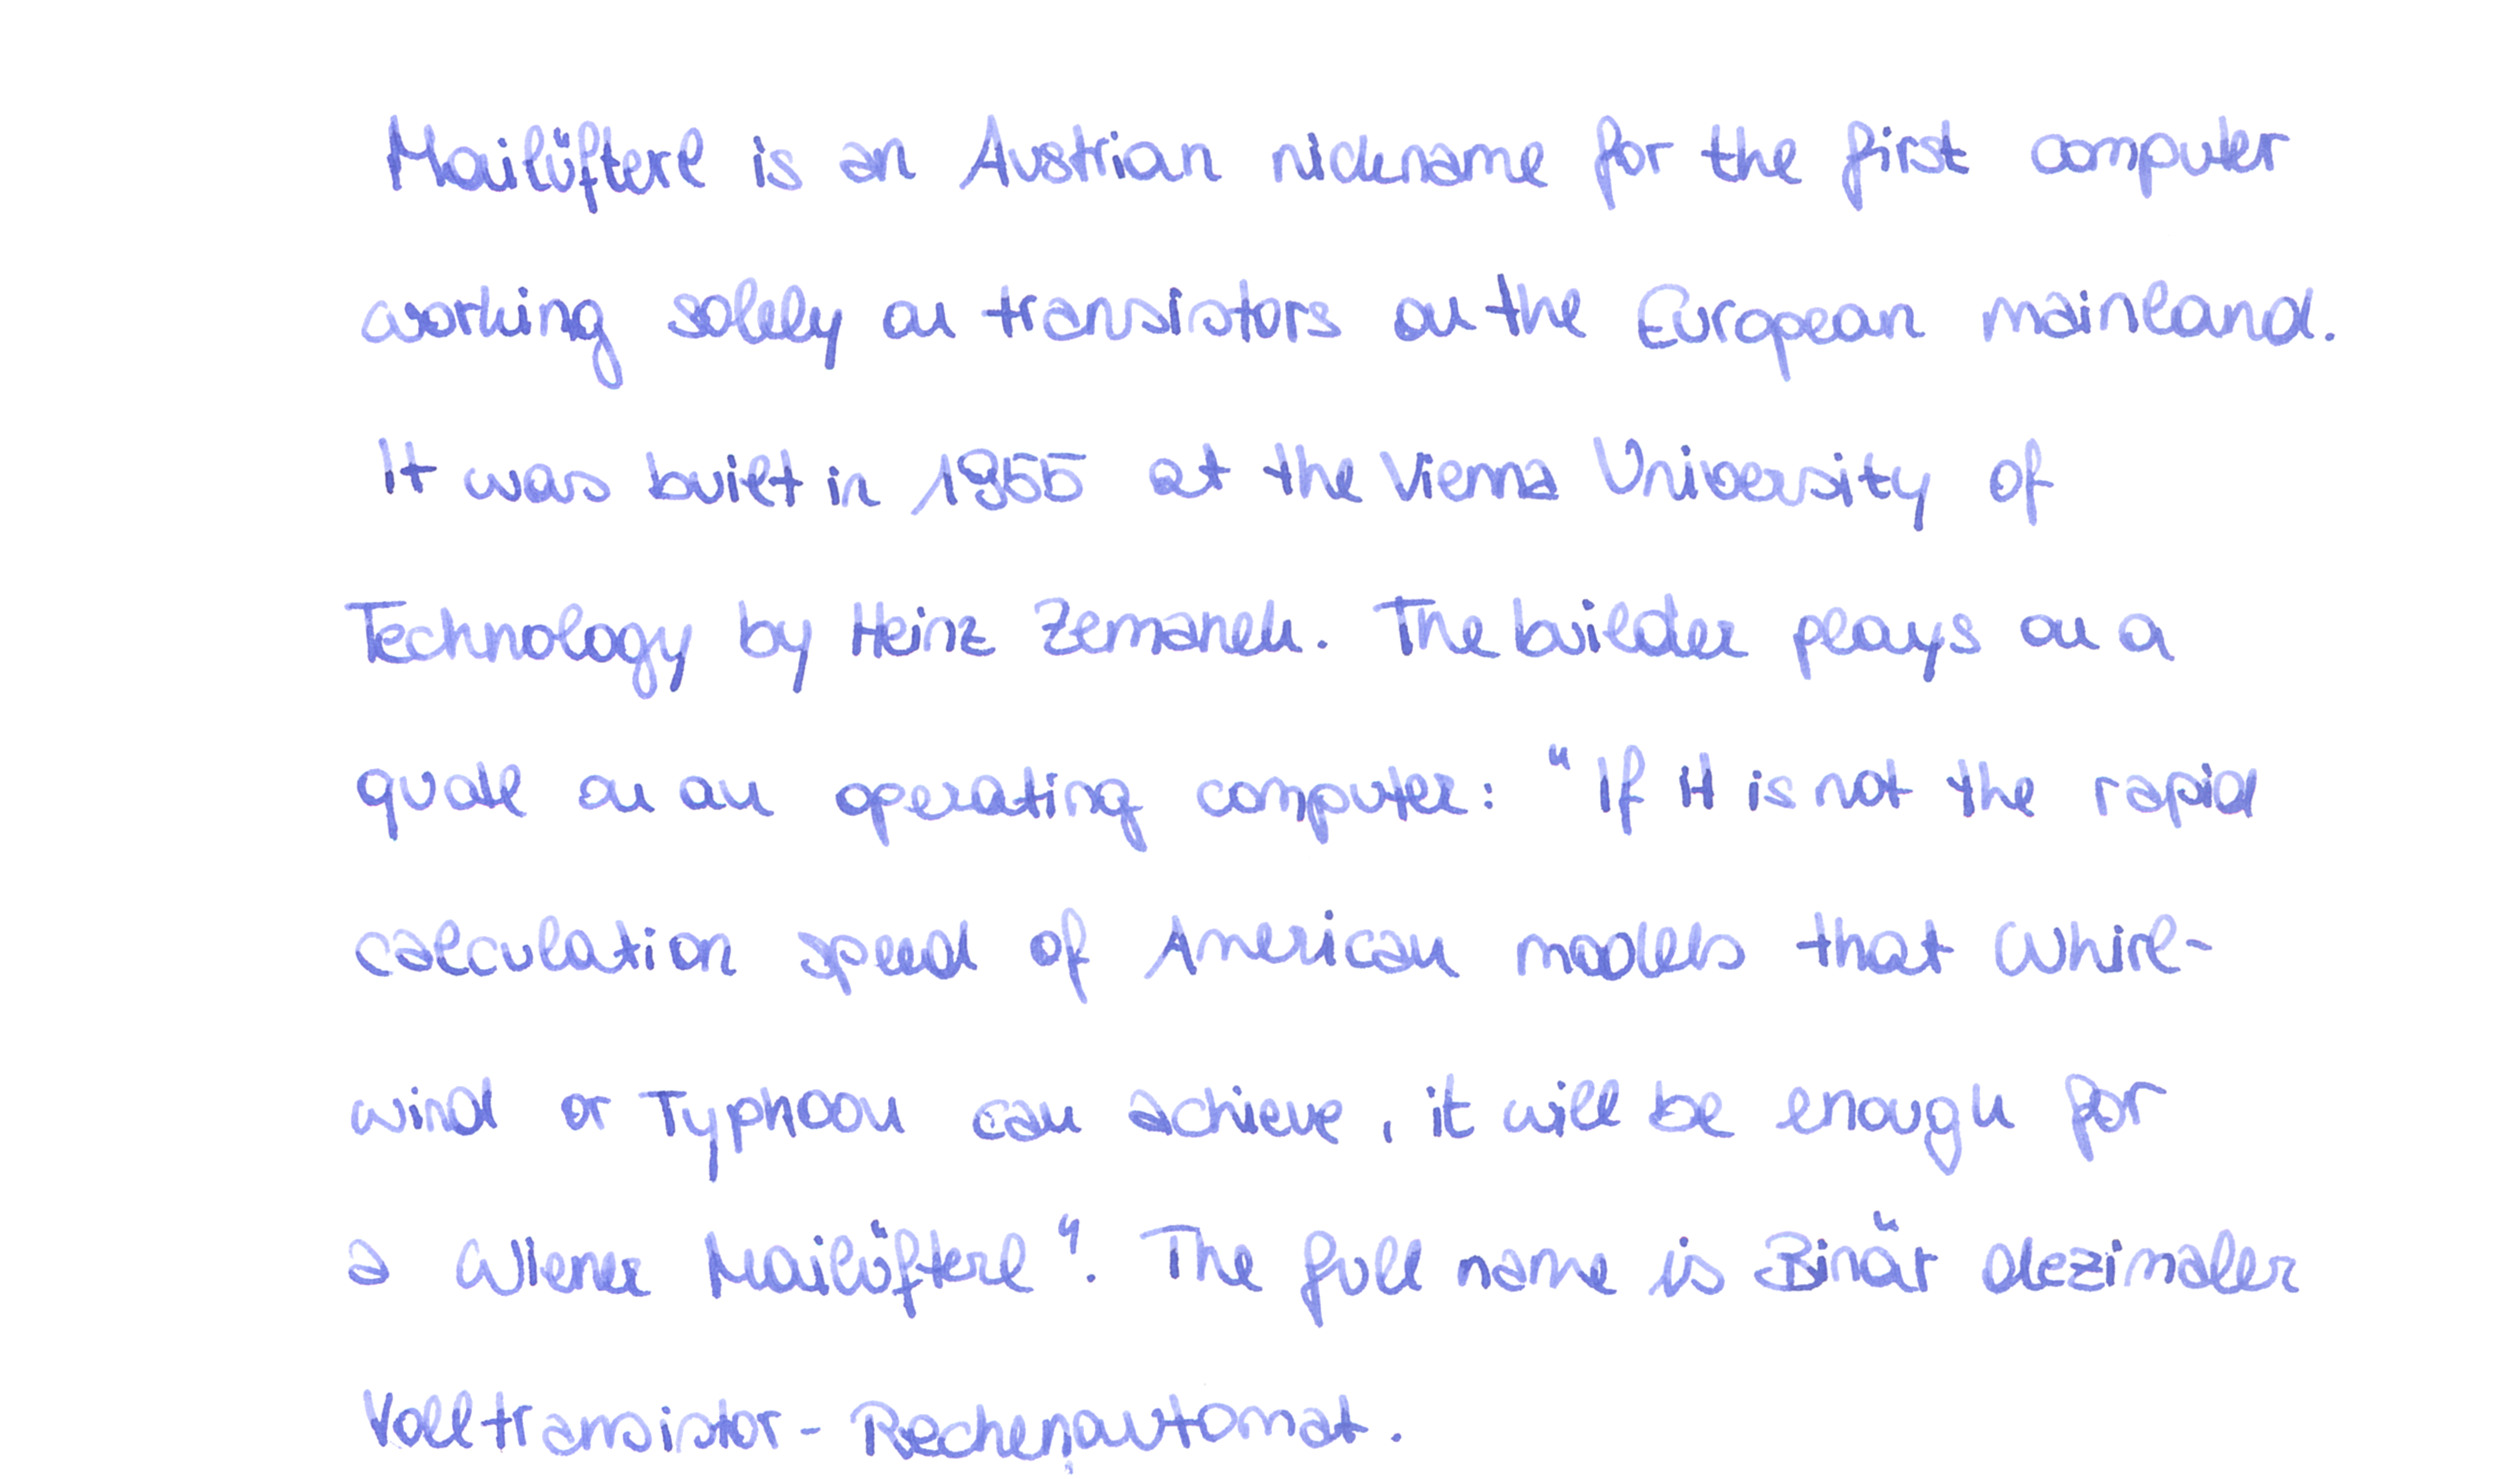 Mailüfterl is an Austrian nickname for the first computer
working solely on transistors on the European mainland.
It was built in 1955 at the Vienna University of
Technology by Heinz Zemanek. The builder plays on a
quote on an operating computer: "If it is not the rapid
calculation speed of American models that Whirl-
wind or Typhoon can achieve, it will be enough for
a Wiener Mailüfterl". The full name is Binär dezimaler
Volltransistor-Rechenautomat.